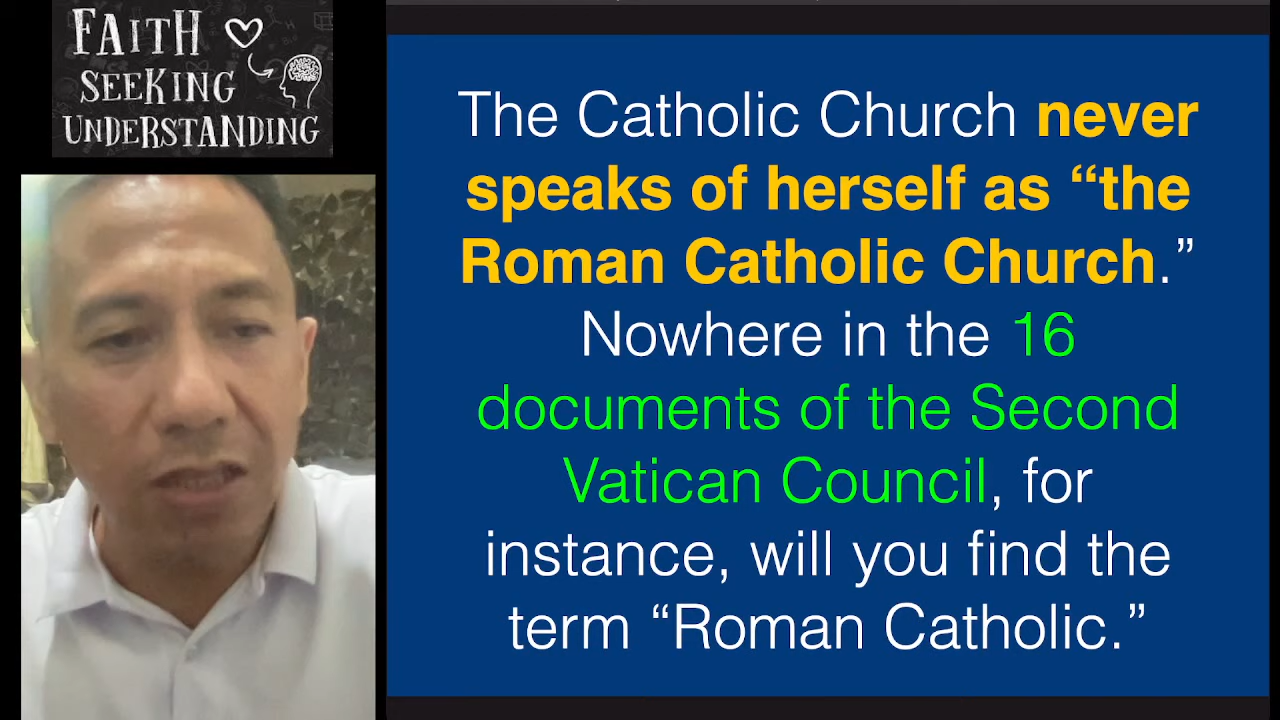 FAITH
SEEKING
UNDERSTANDING
The Catholic Church never
speaks of herself as “the
Roman Catholic Church.”
Nowhere in the 16
documents of the Second
Vatican Council, for
instance, will you find the
term “Roman Catholic.”